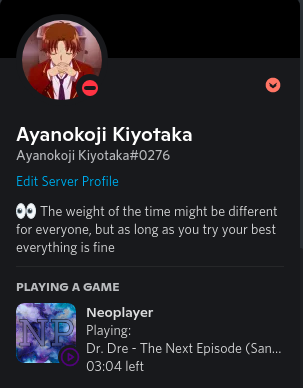 Ayanokoji Kiyotaka
Ayanokoji Kiyotaka#0276
Edit Server Profile
👀 The weight of the time might be different
for everyone, but as long as you try your best
everything is fine
PLAYING A GAME
NP
Neoplayer
Playing:
Dr. Dre - The Next Episode (San...
03:04 left